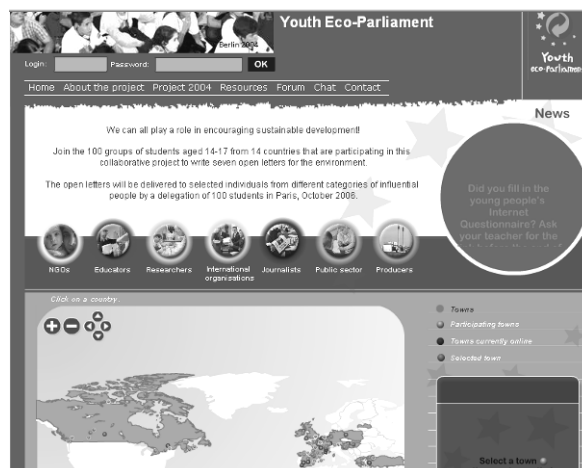 Youth Eco-Parliament
Berlin 2004
Login: Password: OK
Youth
eco-Parliament
Home About the project Project 2004 Resources Forum Chat Contact
News
We can all play a role in encouraging sustainable development!
Join the 100 groups of students aged 14-17 from 14 countries that are participating in this
collaborative project to write seven open letters for the environment.
The open letters will be delivered to selected individuals from different categories of influential
people by a delegation of 100 students in Paris, October 2006.
Did you fill in the
young people's
Internet
Questionnaire? Ask
your teacher for the
NGOs Educators Researchers International organisations Journalists Public sector Producers
Click on a country.
Towns
Participating towns
Towns currently online
Selected town
Select a town